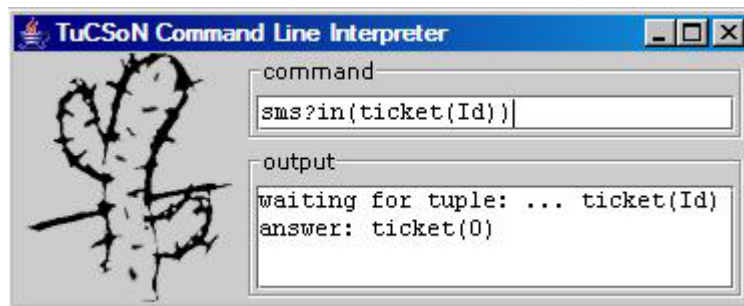 TuCSoN Command Line Interpreter
command
sms?in(ticket(Id))
output
waiting for tuple: ... ticket(Id)
answer: ticket(0)